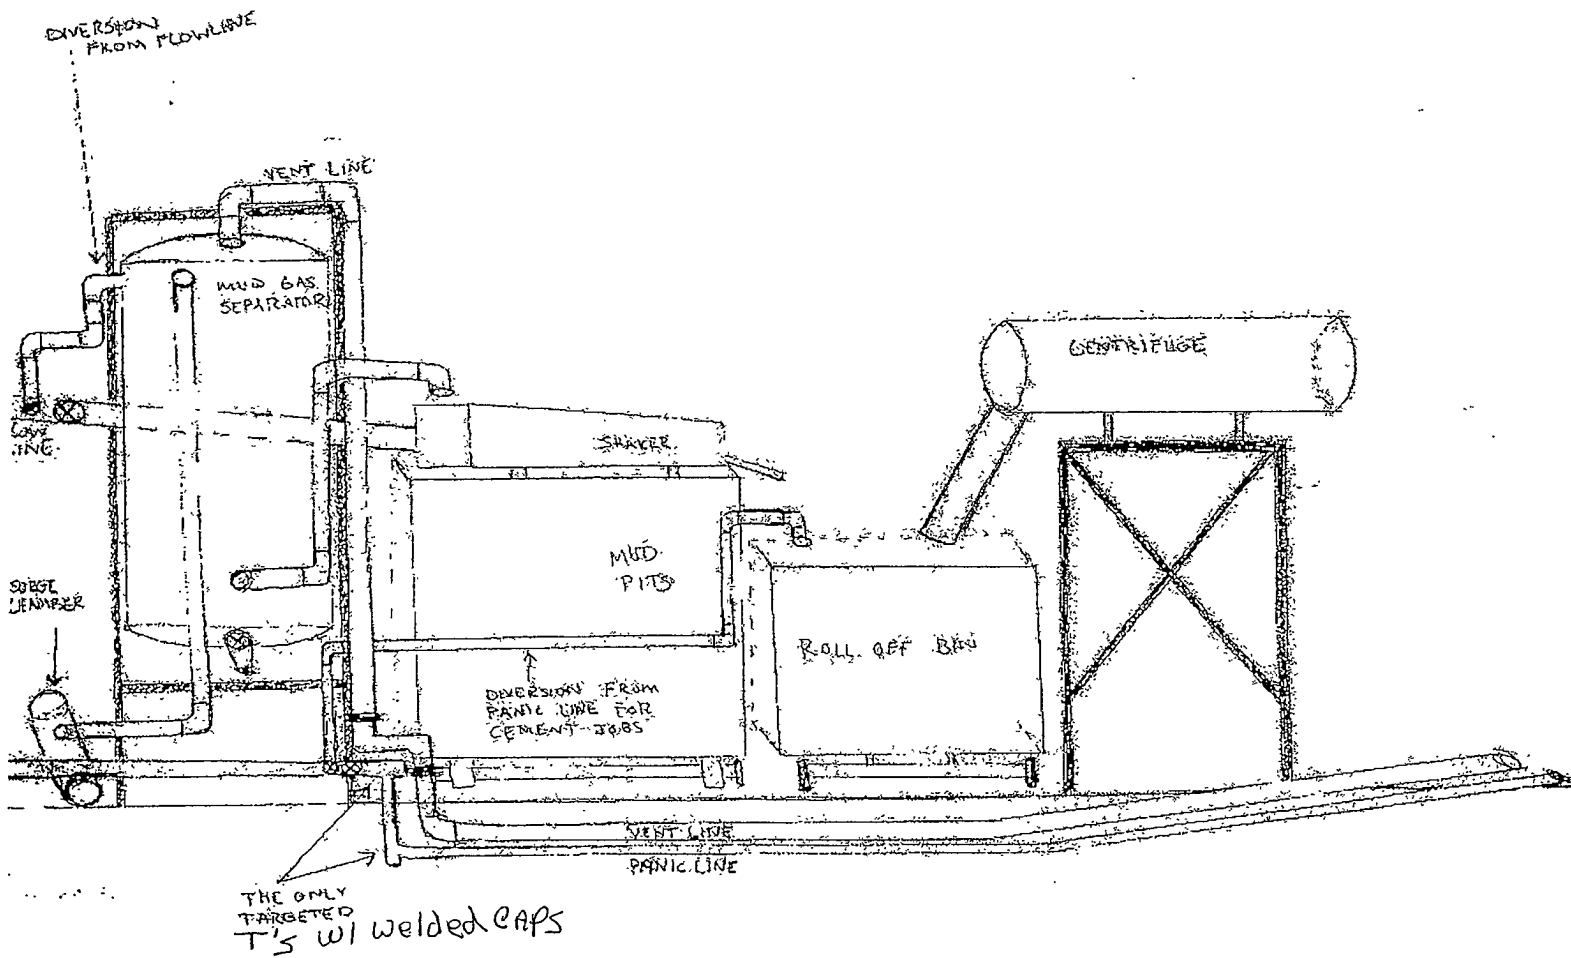 DIVERSION
FROM FLOWLINE
VENT LINE
MUD GAS
SEPARATOR
CENTRIFUGE
SHAKER
LINE
MUD
PITS
ROLL OFF BIN
DIVERSION FROM
PANIC LINE FOR
CEMENT JOBS
VENT LINE
PANIC LINE
THE ONLY
TARGETED
T's W/ Welded CAPS